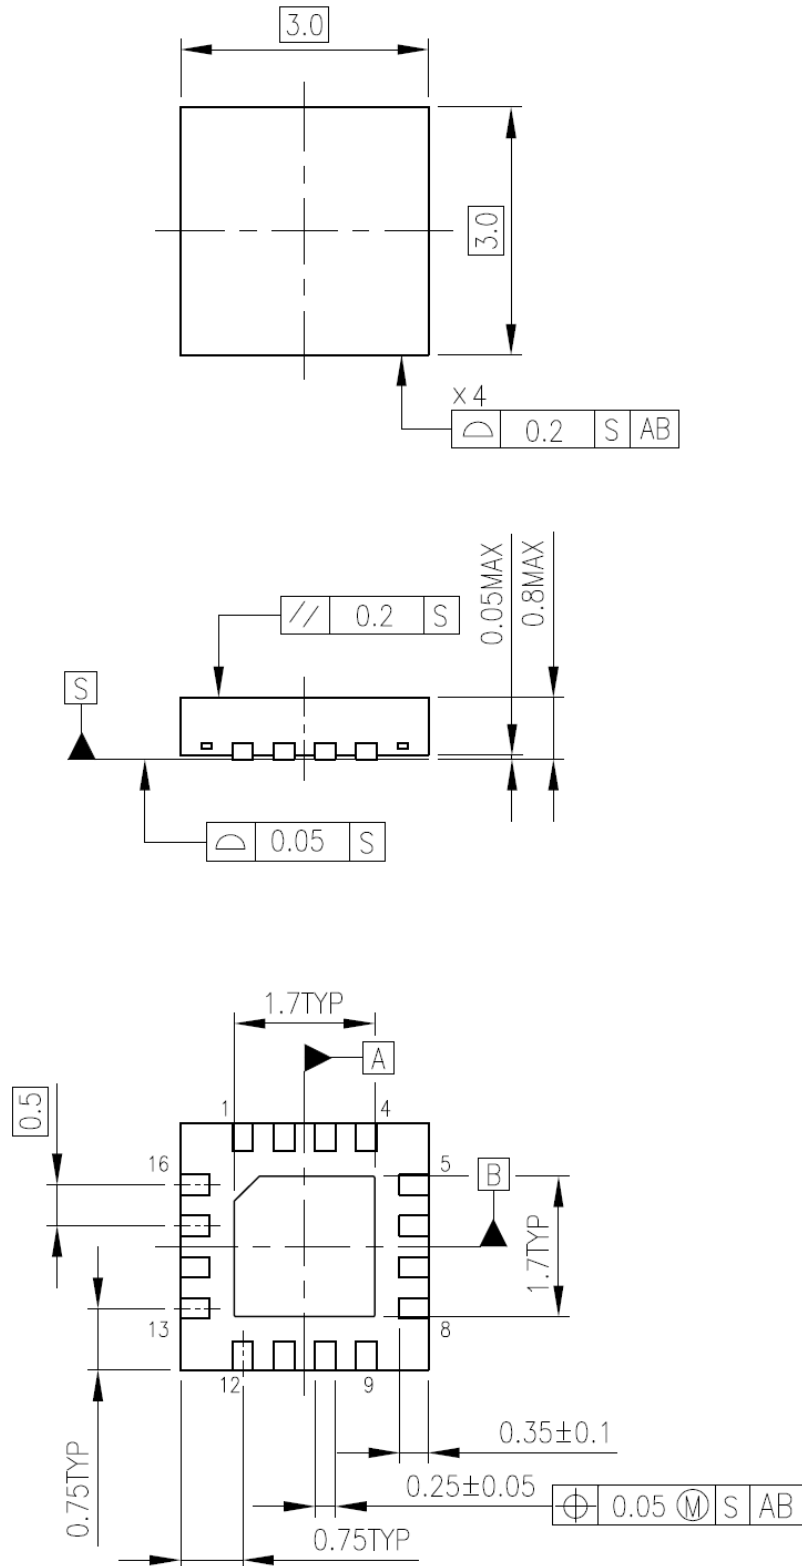 3.0
3.0
×4
⌓ 0.2 S AB
0.05MAX
0.8MAX
// 0.2 S
S
⌓ 0.05 S
1.7TYP
A
0.5
1
4
16
5
B
1.7TYP
13
8
12
9
0.35±0.1
0.75TYP
0.25±0.05
⌖ 0.05 Ⓜ S AB
0.75TYP